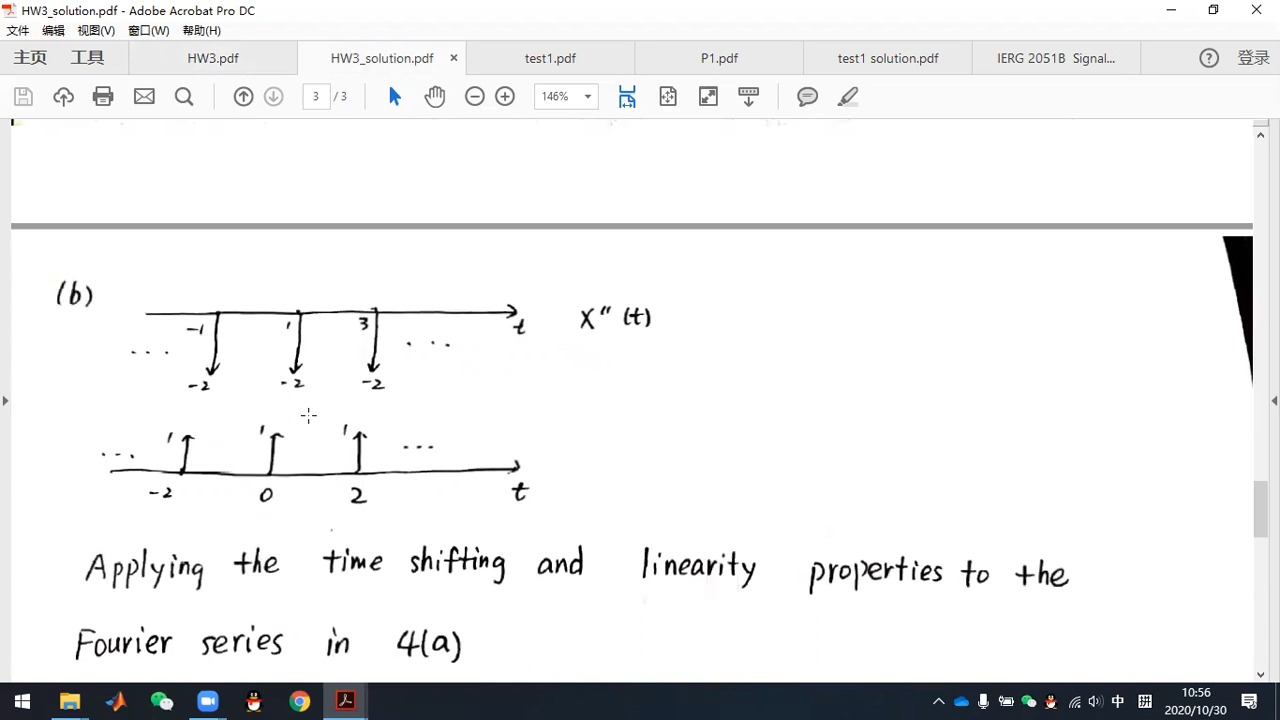 HW3_solution.pdf - Adobe Acrobat Pro DC
文件 编辑 视图(V) 窗口(W) 帮助(H)
主页 工具 HW3.pdf HW3_solution.pdf × test1.pdf P1.pdf test1 solution.pdf IERG 2051B Signal... 登录
3 / 3 146%
(b)
-1 1 3 t X″(t)
... ...
-2 -2 -2
1 1 1
... ...
-2 0 2 t
Applying the time shifting and linearity properties to the
Fourier series in 4(a)
中 拼 10:56
2020/10/30